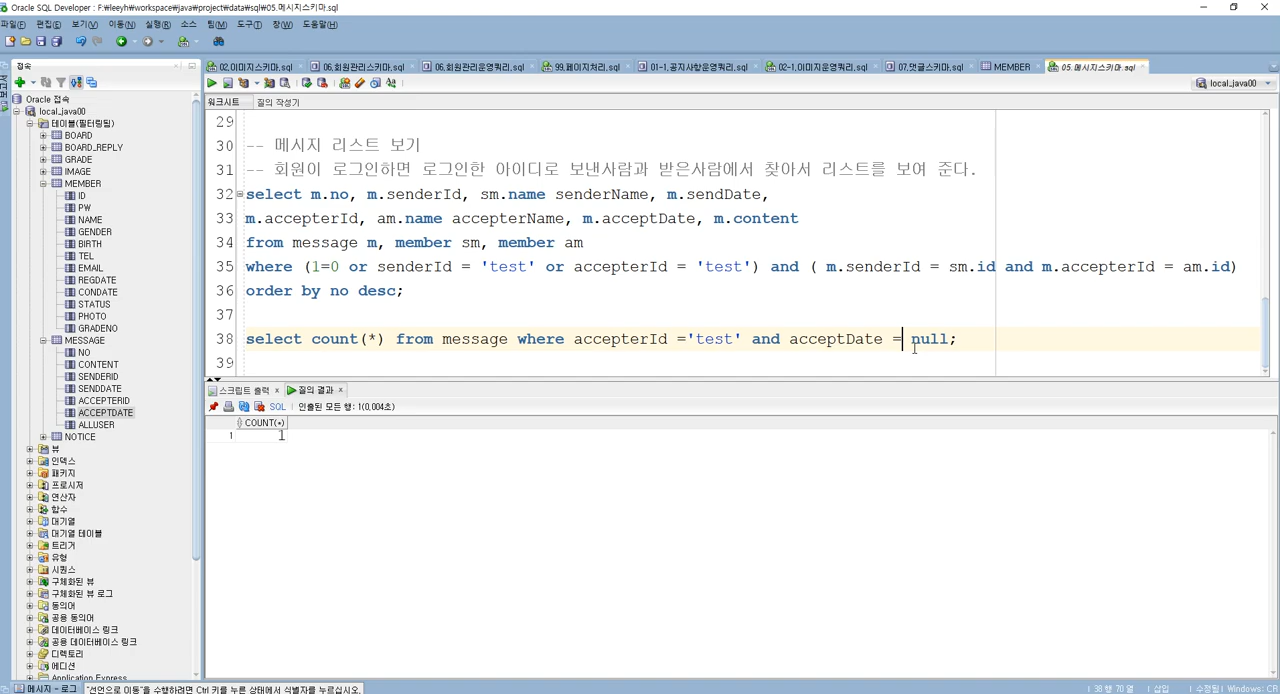 Oracle SQL Developer : F:₩leeyh₩workspace₩java₩project₩data₩sql₩05.메시지스키마.sql
파일(F) 편집(E) 보기(V) 이동(N) 실행(R) 소스 팀(M) 도구(T) 창(W) 도움말(H)
접속
Oracle 접속
local_java00
테이블(필터링됨)
BOARD
BOARD_REPLY
GRADE
IMAGE
MEMBER
ID
PW
NAME
GENDER
BIRTH
TEL
EMAIL
REGDATE
CONDATE
STATUS
PHOTO
GRADENO
MESSAGE
NO
CONTENT
SENDERID
SENDDATE
ACCEPTERID
ACCEPTDATE
ALLUSER
NOTICE
뷰
인덱스
패키지
프로시저
연산자
함수
대기열
대기열 테이블
트리거
유형
시퀀스
구체화된 뷰
구체화된 뷰 로그
동의어
공용 동의어
데이터베이스 링크
공용 데이터베이스 링크
디렉토리
에디션
Application Express
02.이미지스키마.sql 06.회원관리스키마.sql 06.회원관리운영쿼리.sql 99.페이지처리.sql 01-1.공지사항운영쿼리.sql 02-1.이미지운영쿼리.sql 07.댓글스키마.sql MEMBER 05.메시지스키마.sql
local_java00
워크시트 질의 작성기
29
30 -- 메시지 리스트 보기
31 -- 회원이 로그인하면 로그인한 아이디로 보낸사람과 받은사람에서 찾아서 리스트를 보여 준다.
32 select m.no, m.senderId, sm.name senderName, m.sendDate,
33 m.accepterId, am.name accepterName, m.acceptDate, m.content
34 from message m, member sm, member am
35 where (1=0 or senderId = 'test' or accepterId = 'test') and ( m.senderId = sm.id and m.accepterId = am.id)
36 order by no desc;
37
38 select count(*) from message where accepterId ='test' and acceptDate = null;
39
스크립트 출력 × 질의 결과 ×
SQL | 인출된 모든 행: 1(0,004초)
COUNT(*)
1 1
메시지 - 로그 "선언으로 이동"을 수행하려면 Ctrl 키를 누른 상태에서 식별자를 누르십시오. 38 행 70 열 삽입 수정됨 Windows: CR